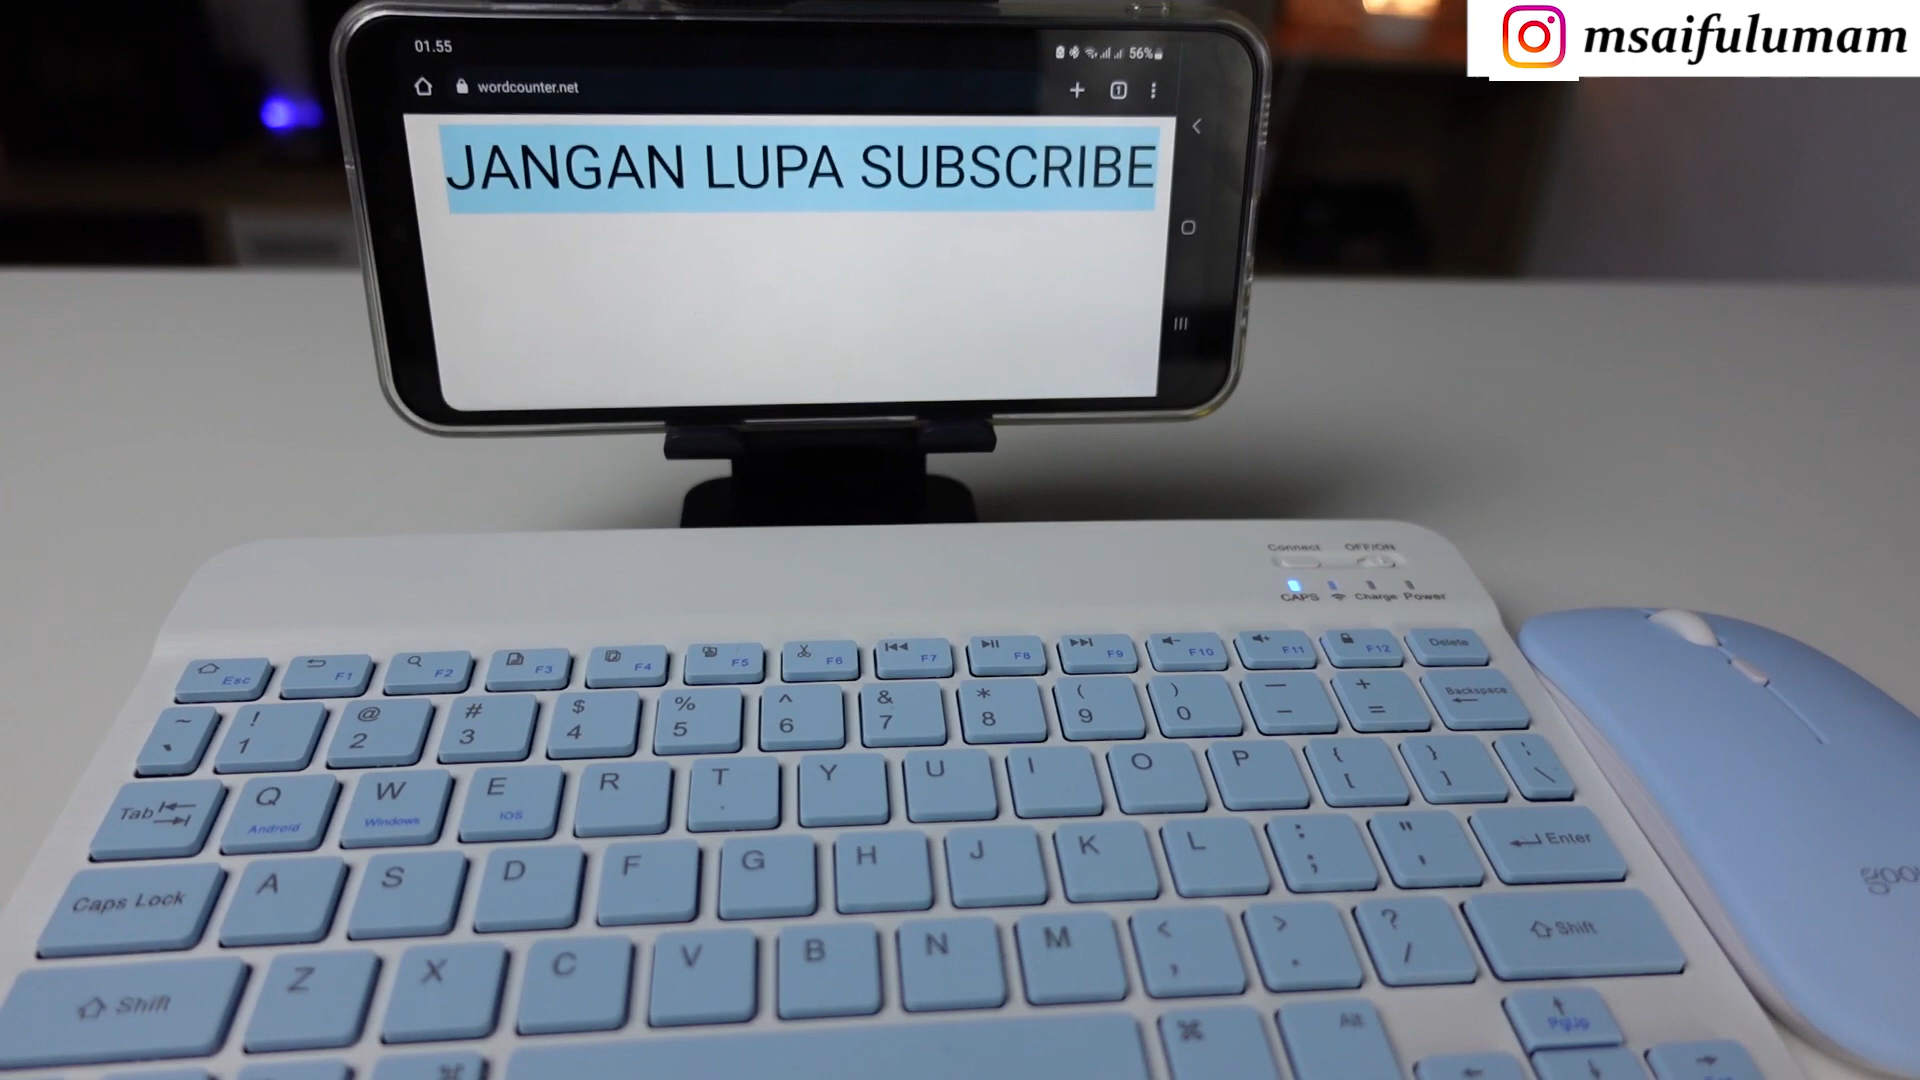 msaifulumam
01.55
56%
wordcounter.net
1
JANGAN LUPA SUBSCRIBE
Connect OFF/ON
CAPS Charge Power
Esc F1 F2 F3 F4 F5 F6 F7 F8 F9 F10 F11 F12 Delete
~ ! @ # $ % ^ & * ( ) — + Backspace
` 1 2 3 4 5 6 7 8 9 0 - =
Tab Q W E R T Y U I O P { [ } ] \
Android Windows IOS
Caps Lock A S D F G H J K L : ; " ' Enter
Shift Z X C V B N M < , > . ? / Shift
Alt PgUp